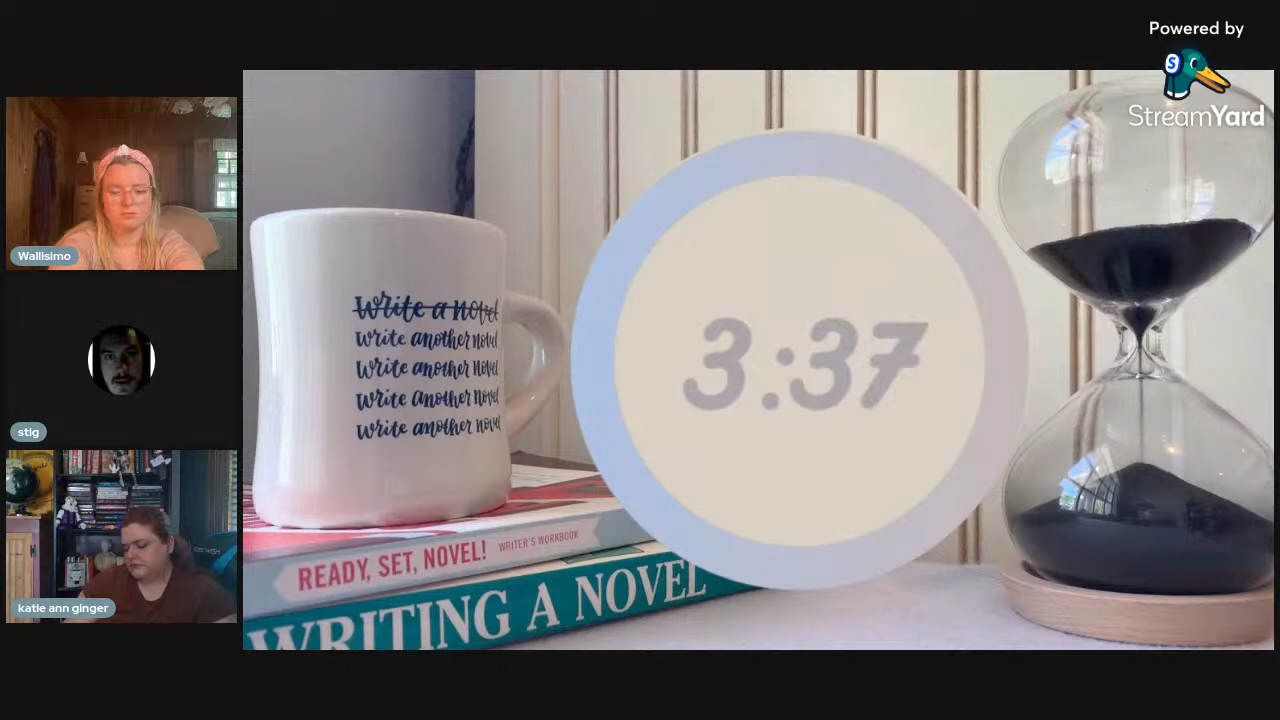 Powered by
StreamYard
Wallisimo
stig
katie ann ginger
write a novel
write another novel
write another novel
write another novel
write another novel
3:37
READY, SET, NOVEL! WRITER'S WORKBOOK
WRITING A NOVEL